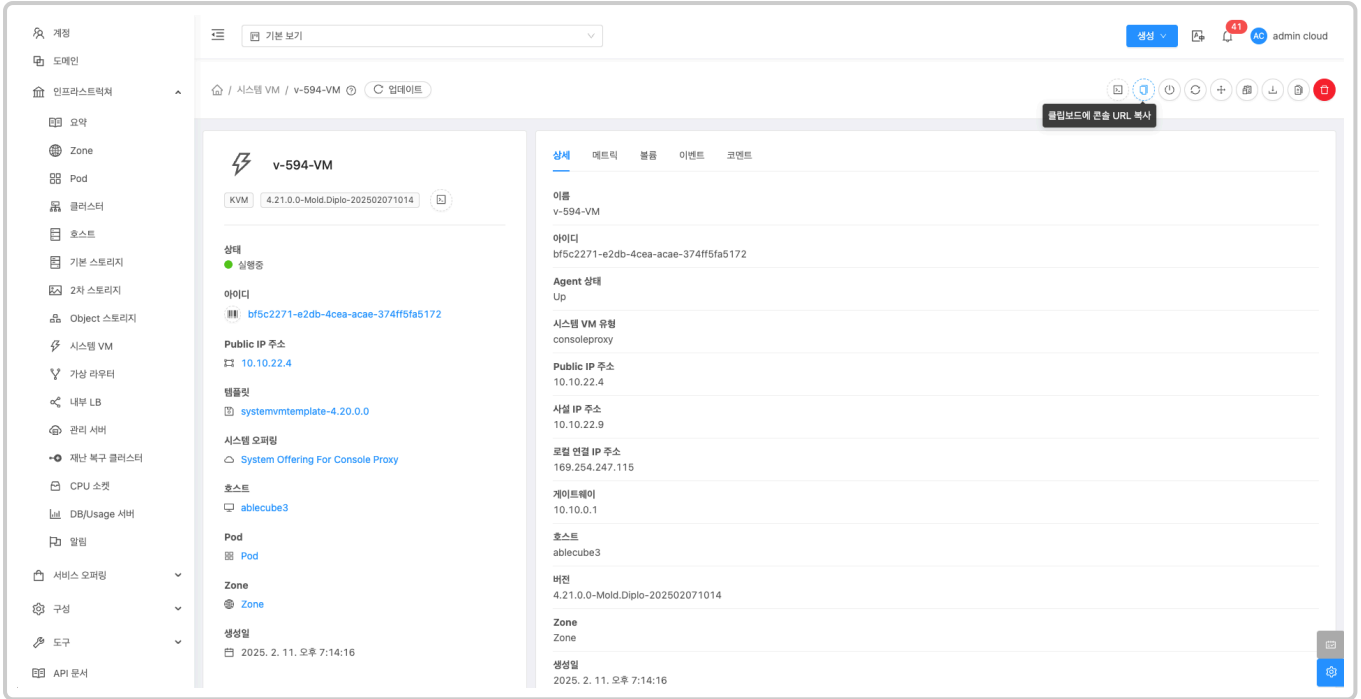 계정
도메인
인프라스트럭쳐
요약
Zone
Pod
클러스터
호스트
기본 스토리지
2차 스토리지
Object 스토리지
시스템 VM
가상 라우터
내부 LB
관리 서버
재난 복구 클러스터
CPU 소켓
DB/Usage 서버
알림
서비스 오퍼링
구성
도구
API 문서
기본 보기
생성
41
AC
admin cloud
/ 시스템 VM / v-594-VM
업데이트
클립보드에 콘솔 URL 복사
v-594-VM
KVM
4.21.0.0-Mold.Diplo-202502071014
상태
실행중
아이디
bf5c2271-e2db-4cea-acae-374ff5fa5172
Public IP 주소
10.10.22.4
템플릿
systemvmtemplate-4.20.0.0
시스템 오퍼링
System Offering For Console Proxy
호스트
ablecube3
Pod
Pod
Zone
Zone
생성일
2025. 2. 11. 오후 7:14:16
상세
메트릭
볼륨
이벤트
코멘트
이름
v-594-VM
아이디
bf5c2271-e2db-4cea-acae-374ff5fa5172
Agent 상태
Up
시스템 VM 유형
consoleproxy
Public IP 주소
10.10.22.4
사설 IP 주소
10.10.22.9
로컬 연결 IP 주소
169.254.247.115
게이트웨이
10.10.0.1
호스트
ablecube3
버전
4.21.0.0-Mold.Diplo-202502071014
Zone
Zone
생성일
2025. 2. 11. 오후 7:14:16